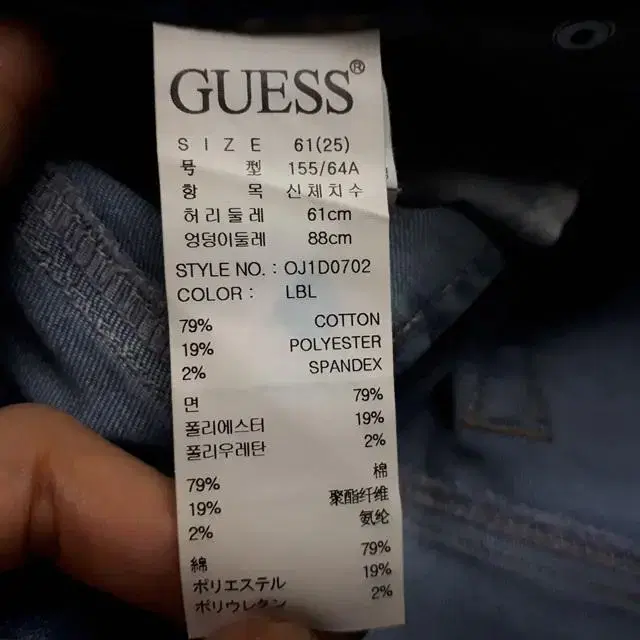 GUESS®
SIZE 61(25)
号型 155/64A
항목 신체치수
허리둘레 61cm
엉덩이둘레 88cm
STYLE NO. : OJ1D0702
COLOR : LBL
79% COTTON
19% POLYESTER
2% SPANDEX
면 79%
폴리에스터 19%
폴리우레탄 2%
79% 棉
19% 聚酯纤维
2% 氨纶
綿 79%
ポリエステル 19%
ポリウレタン 2%